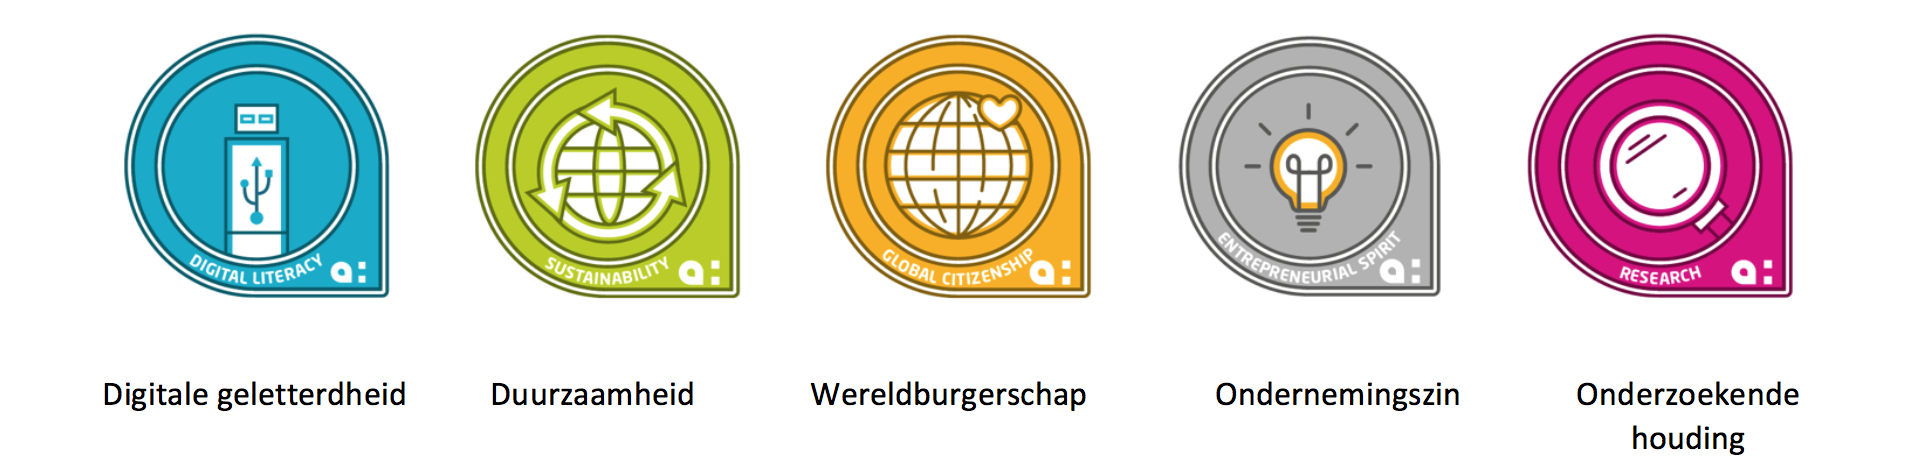 DIGITAL LITERACY a:
SUSTAINABILITY a:
GLOBAL CITIZENSHIP a:
ENTREPRENEURIAL SPIRIT a:
RESEARCH a:
Digitale geletterdheid
Duurzaamheid
Wereldburgerschap
Ondernemingszin
Onderzoekende
houding